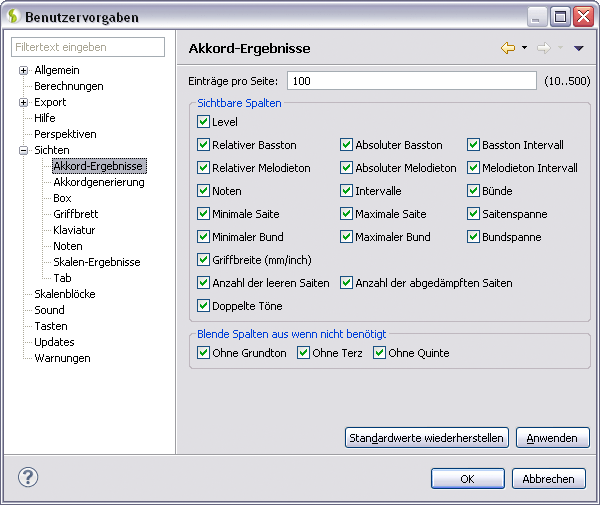 Benutzervorgaben
Filtertext eingeben
Allgemein
Berechnungen
Export
Hilfe
Perspektiven
Sichten
Akkord-Ergebnisse
Akkordgenerierung
Box
Griffbrett
Klaviatur
Noten
Skalen-Ergebnisse
Tab
Skalenblöcke
Sound
Tasten
Updates
Warnungen
Akkord-Ergebnisse
Einträge pro Seite: 100 (10..500)
Sichtbare Spalten
Level
Relativer Basston Absoluter Basston Basston Intervall
Relativer Melodieton Absoluter Melodieton Melodieton Intervall
Noten Intervalle Bünde
Minimale Saite Maximale Saite Saitenspanne
Minimaler Bund Maximaler Bund Bundspanne
Griffbreite (mm/inch)
Anzahl der leeren Saiten Anzahl der abgedämpften Saiten
Doppelte Töne
Blende Spalten aus wenn nicht benötigt
Ohne Grundton Ohne Terz Ohne Quinte
Standardwerte wiederherstellen Anwenden
? OK Abbrechen